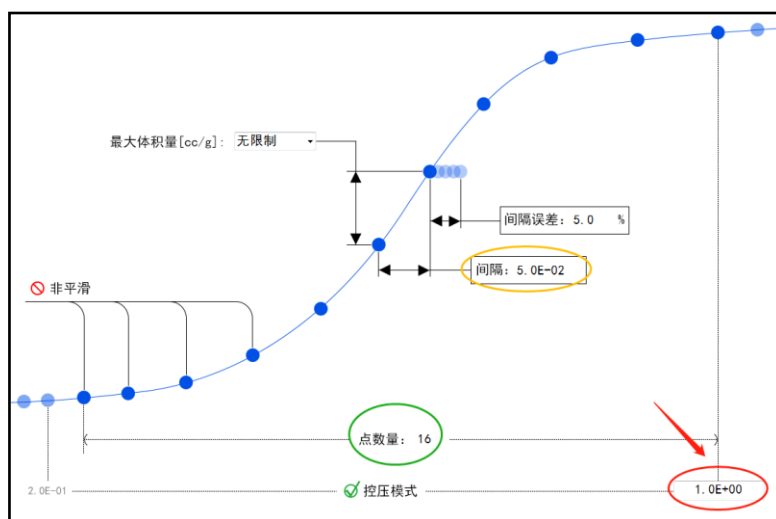 最大体积量[cc/g]: 无限制
间隔误差: 5.0 %
间隔: 5.0E-02
非平滑
点数量: 16
2.0E-01
控压模式
1.0E+00